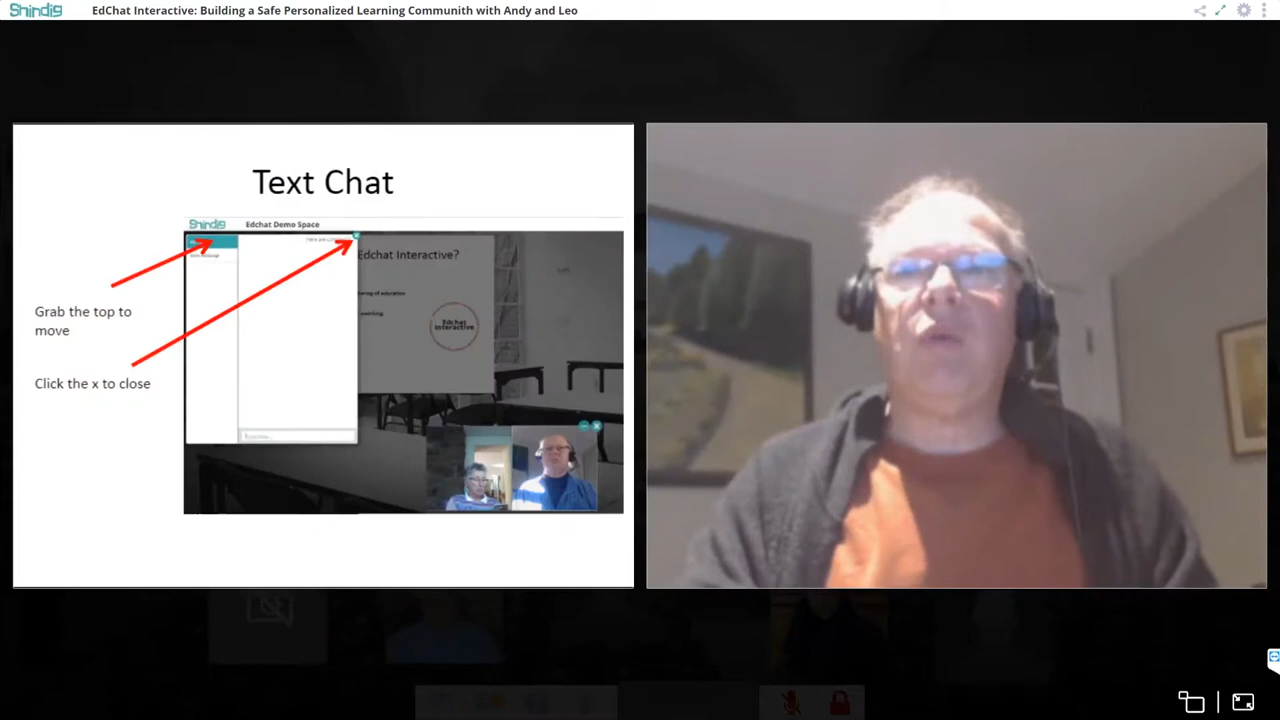 Shindig
EdChat Interactive: Building a Safe Personalized Learning Communith with Andy and Leo
Text Chat
Shindig
Edchat Demo Space
Edchat Interactive?
Edchat
Interactive
Grab the top to
move
Click the x to close